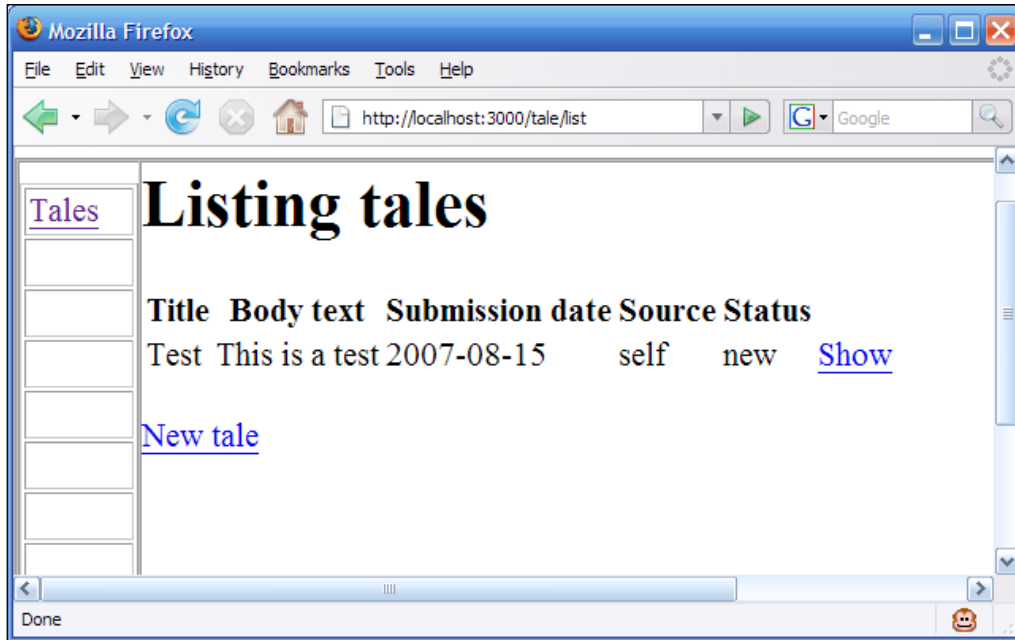 Mozilla Firefox
File Edit View History Bookmarks Tools Help
http://localhost:3000/tale/list G Google
Tales
Listing tales
Title Body text Submission date Source Status
Test This is a test 2007-08-15 self new Show
New tale
Done